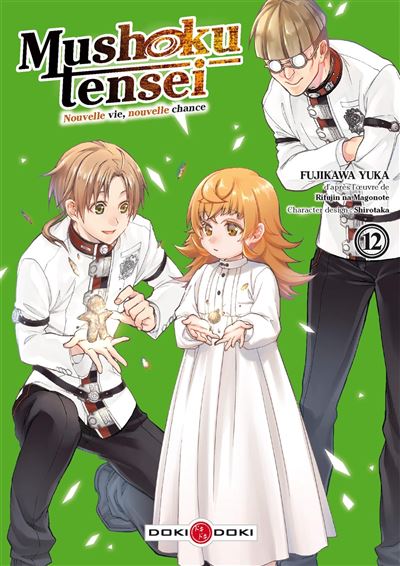 Mushoku
tensei
Nouvelle vie, nouvelle chance
FUJIKAWA YUKA
d'après l'œuvre de
Rifujin na Magonote
Character design : Shirotaka
12
DOKI DOKI